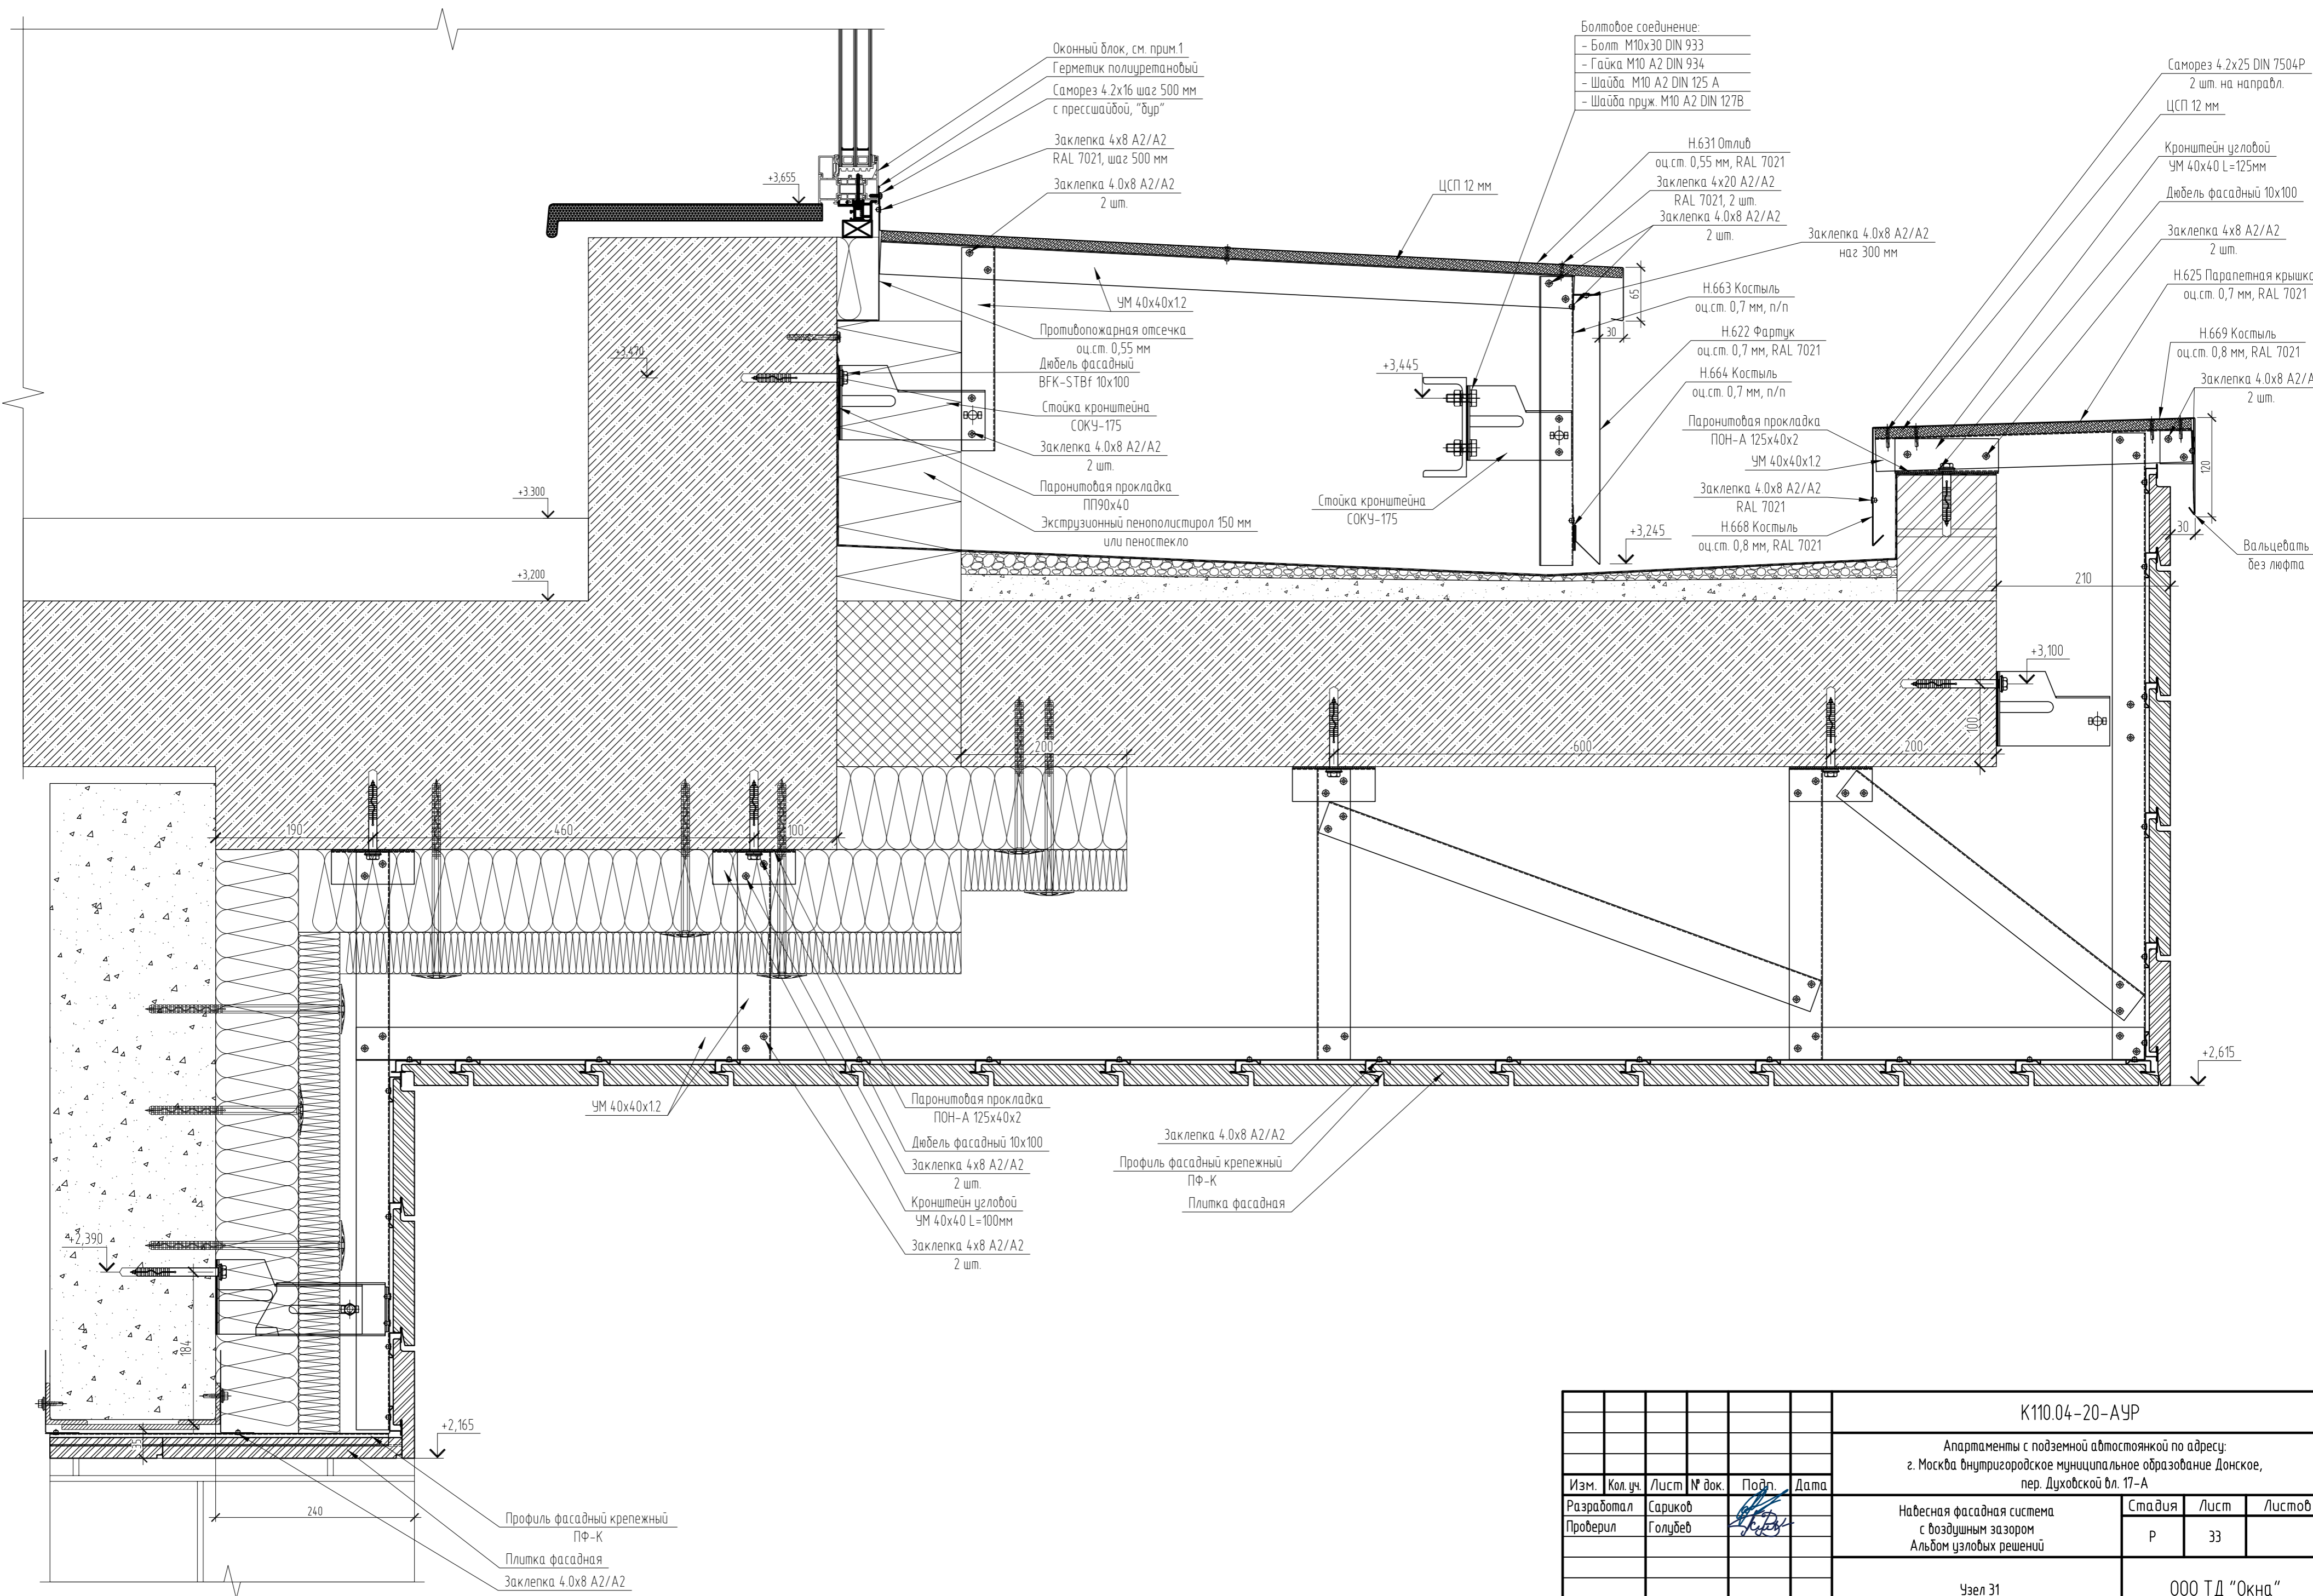 Оконный блок, см. прим.1
Герметик полиуретановый
Саморез 4.2х16 шаг 500 мм
с прессшайбой, "бур"
Заклепка 4х8 А2/А2
RAL 7021, шаг 500 мм
Заклепка 4.0х8 А2/А2
2 шт.
+3,655
УМ 40х40х1.2
Противопожарная отсечка
оц.ст. 0,55 мм
Дюбель фасадный
BFK-STBf 10х100
Стойка кронштейна
СОКУ-175
Заклепка 4.0х8 А2/А2
2 шт.
Паронитовая прокладка
ПП90х40
Экструзионный пенополистирол 150 мм
или пеностекло
+3.470
+3.300
+3,200
Болтовое соединение:
- Болт М10х30 DIN 933
- Гайка М10 А2 DIN 934
- Шайба М10 А2 DIN 125 А
- Шайба пруж. М10 А2 DIN 127В
ЦСП 12 мм
Н.631 Отлив
оц.ст. 0,55 мм, RAL 7021
Заклепка 4х20 А2/А2
RAL 7021, 2 шт.
Заклепка 4.0х8 А2/А2
2 шт.
Заклепка 4.0х8 А2/А2
наг 300 мм
65
30
Н.663 Костыль
оц.ст. 0,7 мм, п/п
Н.622 Фартук
оц.ст. 0,7 мм, RAL 7021
Н.664 Костыль
оц.ст. 0,7 мм, п/п
+3,445
Стойка кронштейна
СОКУ-175
Паронитовая прокладка
ПОН-А 125х40х2
УМ 40х40х1.2
Заклепка 4.0х8 А2/А2
RAL 7021
Н.668 Костыль
оц.ст. 0,8 мм, RAL 7021
+3,245
Саморез 4.2х25 DIN 7504Р
2 шт. на направл.
ЦСП 12 мм
Кронштейн угловой
УМ 40х40 L=125мм
Дюбель фасадный 10х100
Заклепка 4х8 А2/А2
2 шт.
Н.625 Парапетная крышка
оц.ст. 0,7 мм, RAL 7021
Н.669 Костыль
оц.ст. 0,8 мм, RAL 7021
Заклепка 4.0х8 А2/А
2 шт.
120
30
Вальцевать
без люфта
210
+3,100
100
200
600
200
190
460
100
+2,615
УМ 40х40х1.2
Паронитовая прокладка
ПОН-А 125х40х2
Дюбель фасадный 10х100
Заклепка 4х8 А2/А2
2 шт.
Кронштейн угловой
УМ 40х40 L=100мм
Заклепка 4х8 А2/А2
2 шт.
Заклепка 4.0х8 А2/А2
Профиль фасадный крепежный
ПФ-К
Плитка фасадная
+2,390
184
35
+2,165
240
Профиль фасадный крепежный
ПФ-К
Плитка фасадная
Заклепка 4.0х8 А2/А2
К110.04-20-АУР
Апартаменты с подземной автостоянкой по адресу:
г. Москва внутригородское муниципальное образование Донское,
пер. Духовской вл. 17-А
Изм. Кол. уч. Лист № док. Подп. Дата
Разработал Сариков
Проверил Голубев
Навесная фасадная система
с воздушным зазором
Альбом узловых решений
Стадия Лист Листов
Р 33
Узел 31
ООО ТД "Окна"